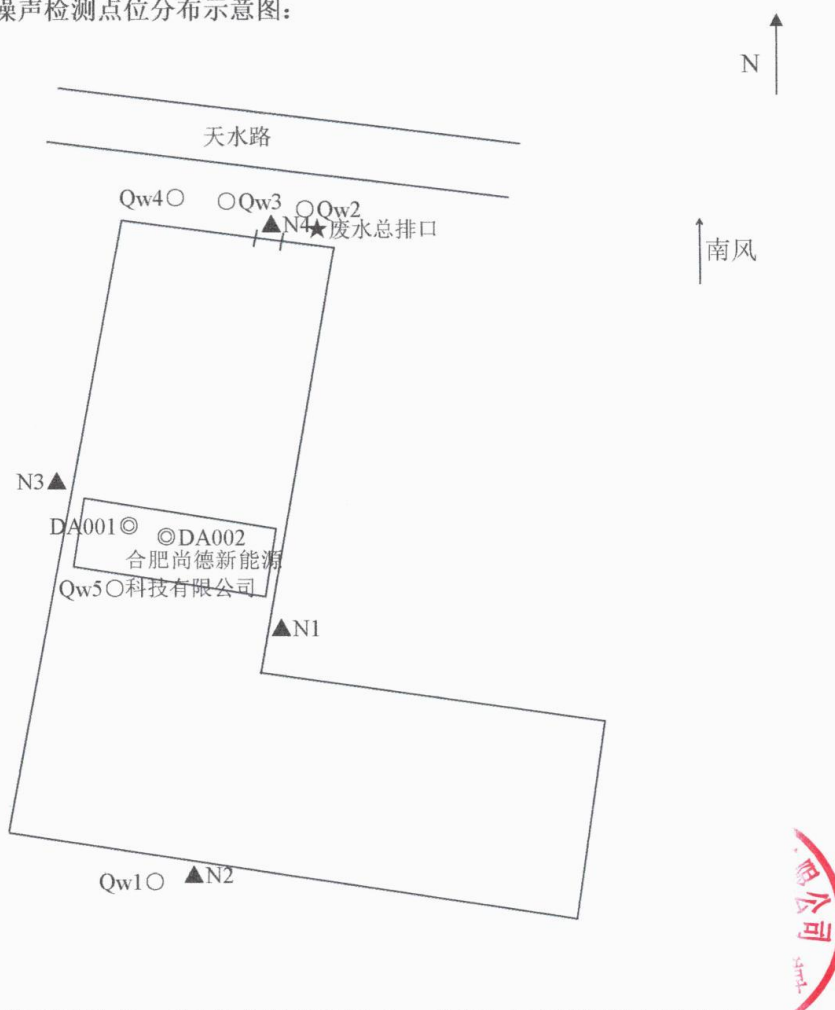 噪声检测点位分布示意图：
N
天水路
Qw4
Qw3
Qw2
N4
废水总排口
南风
N3
DA001
DA002
合肥尚德新能源
科技有限公司
Qw5
N1
Qw1
N2
公司